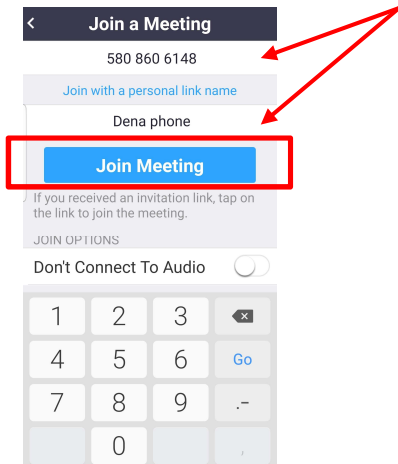 Join a Meeting
580 860 6148
Join with a personal link name
Dena phone
Join Meeting
If you received an invitation link, tap on
the link to join the meeting.
JOIN OPTIONS
Don't Connect To Audio
1 2 3
4 5 6 Go
7 8 9 .-
0 ,